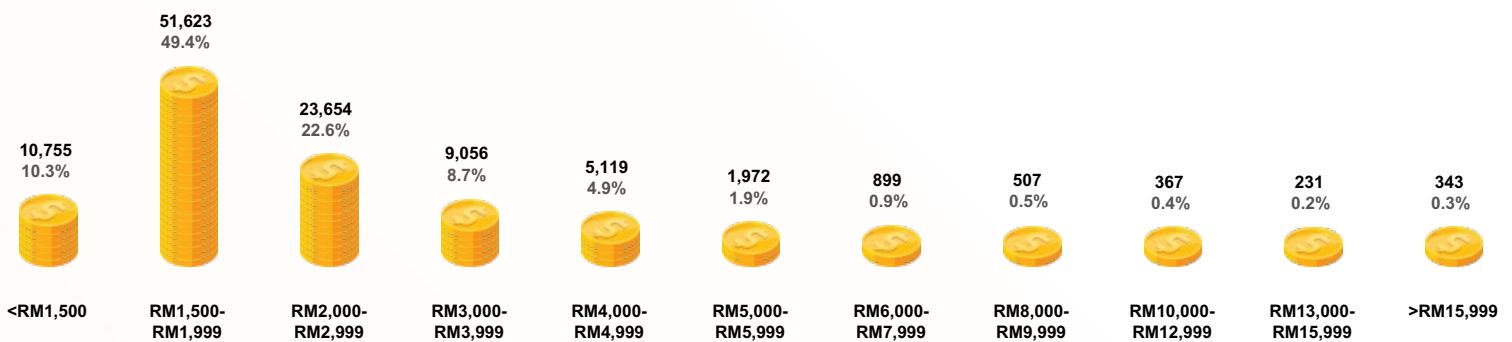 51,623
49.4%
23,654
22.6%
10,755
10.3%
9,056
8.7%
5,119
4.9%
1,972
1.9%
899
0.9%
507
0.5%
367
0.4%
231
0.2%
343
0.3%
<RM1,500
RM1,500-
RM1,999
RM2,000-
RM2,999
RM3,000-
RM3,999
RM4,000-
RM4,999
RM5,000-
RM5,999
RM6,000-
RM7,999
RM8,000-
RM9,999
RM10,000-
RM12,999
RM13,000-
RM15,999
>RM15,999